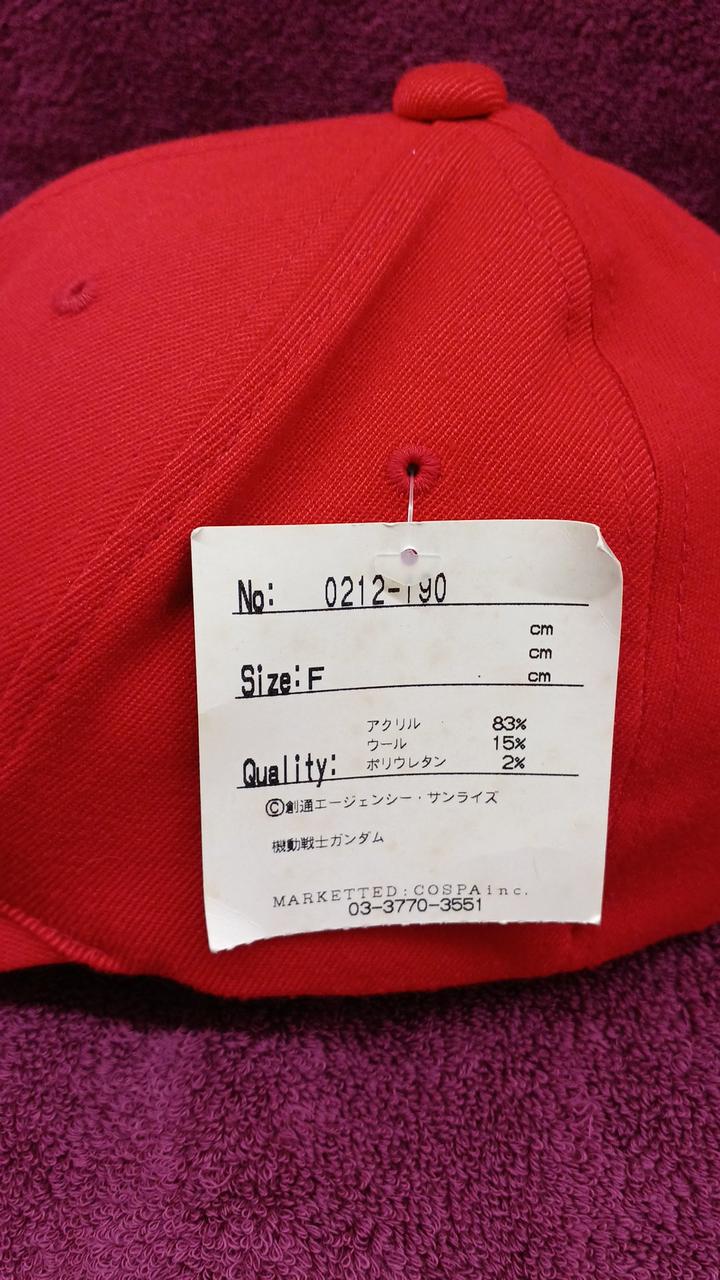 No: 0212-190
cm
cm
Size:F cm
アクリル 83%
ウール 15%
Quality: ポリウレタン 2%
©創通エージェンシー・サンライズ
機動戦士ガンダム
MARKETTED:COSPAinc.
03-3770-3551